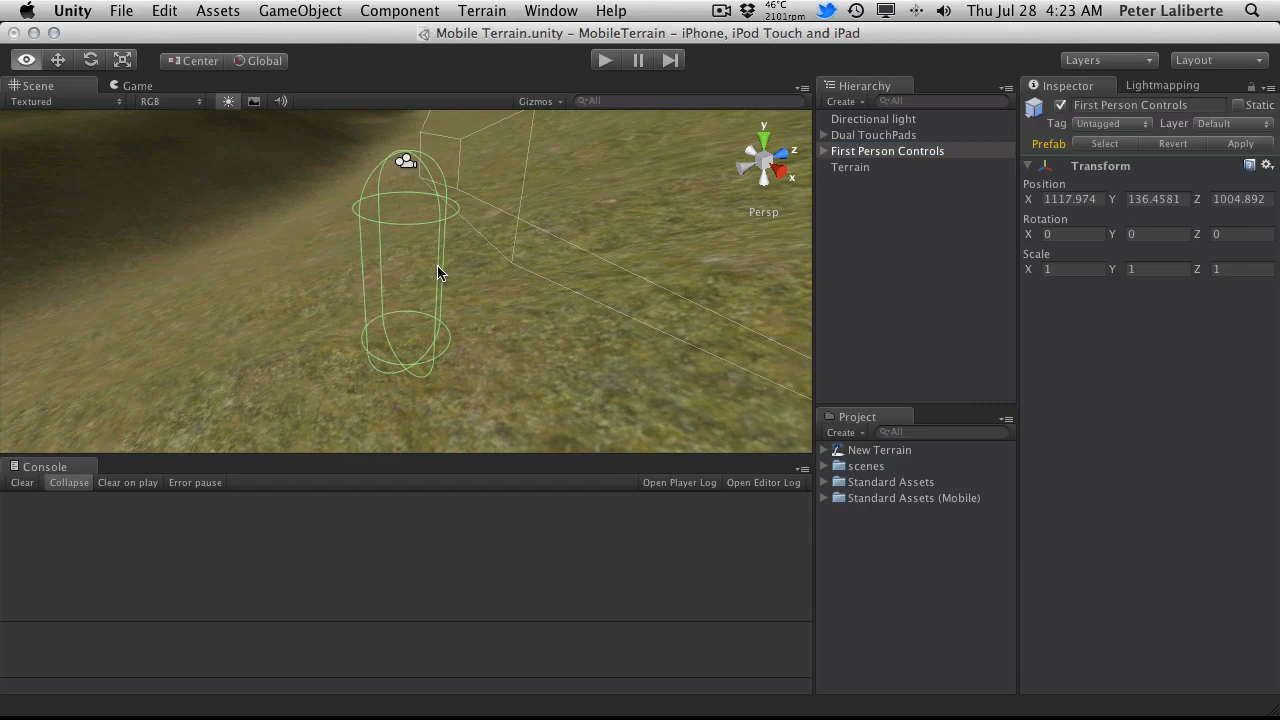 Unity File Edit Assets GameObject Component Terrain Window Help 46°C 2101rpm Thu Jul 28 4:23 AM Peter Laliberte
Mobile Terrain.unity – MobileTerrain – iPhone, iPod Touch and iPad
Center Global Layers Layout
Scene Game
Textured RGB Gizmos All
y
z
x
Persp
Hierarchy
Create All
Directional light
Dual TouchPads
First Person Controls
Terrain
Inspector Lightmapping
First Person Controls Static
Tag Untagged Layer Default
Prefab Select Revert Apply
Transform
Position
X 1117.974 Y 136.4581 Z 1004.892
Rotation
X 0 Y 0 Z 0
Scale
X 1 Y 1 Z 1
Project
Create All
New Terrain
scenes
Standard Assets
Standard Assets (Mobile)
Console
Clear Collapse Clear on play Error pause Open Player Log Open Editor Log